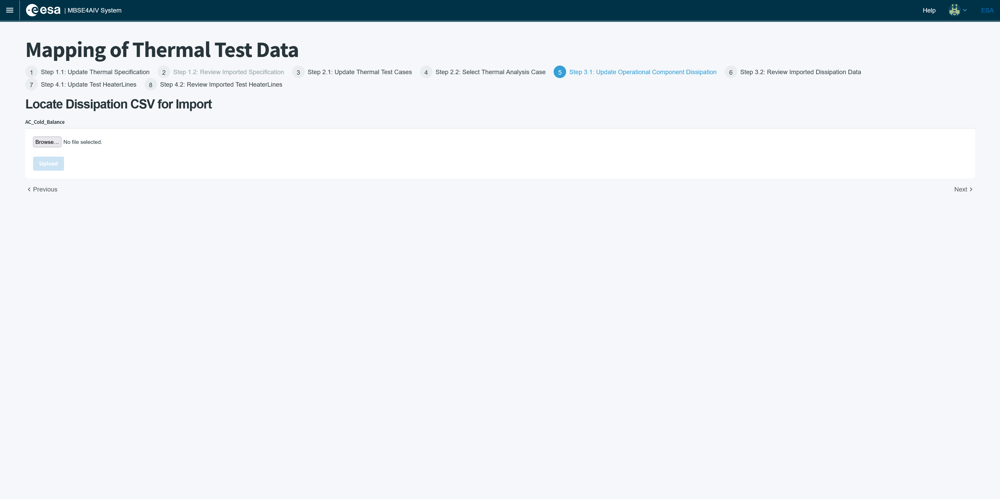 esa | MBSE4AIV System Help ESA
Mapping of Thermal Test Data
1 Step 1.1: Update Thermal Specification 2 Step 1.2: Review Imported Specification 3 Step 2.1: Update Thermal Test Cases 4 Step 2.2: Select Thermal Analysis Case 5 Step 3.1: Update Operational Component Dissipation 6 Step 3.2: Review Imported Dissipation Data
7 Step 4.1: Update Test HeaterLines 8 Step 4.2: Review Imported Test HeaterLines
Locate Dissipation CSV for Import
AC_Cold_Balance
Browse... No file selected.
Upload
Previous Next